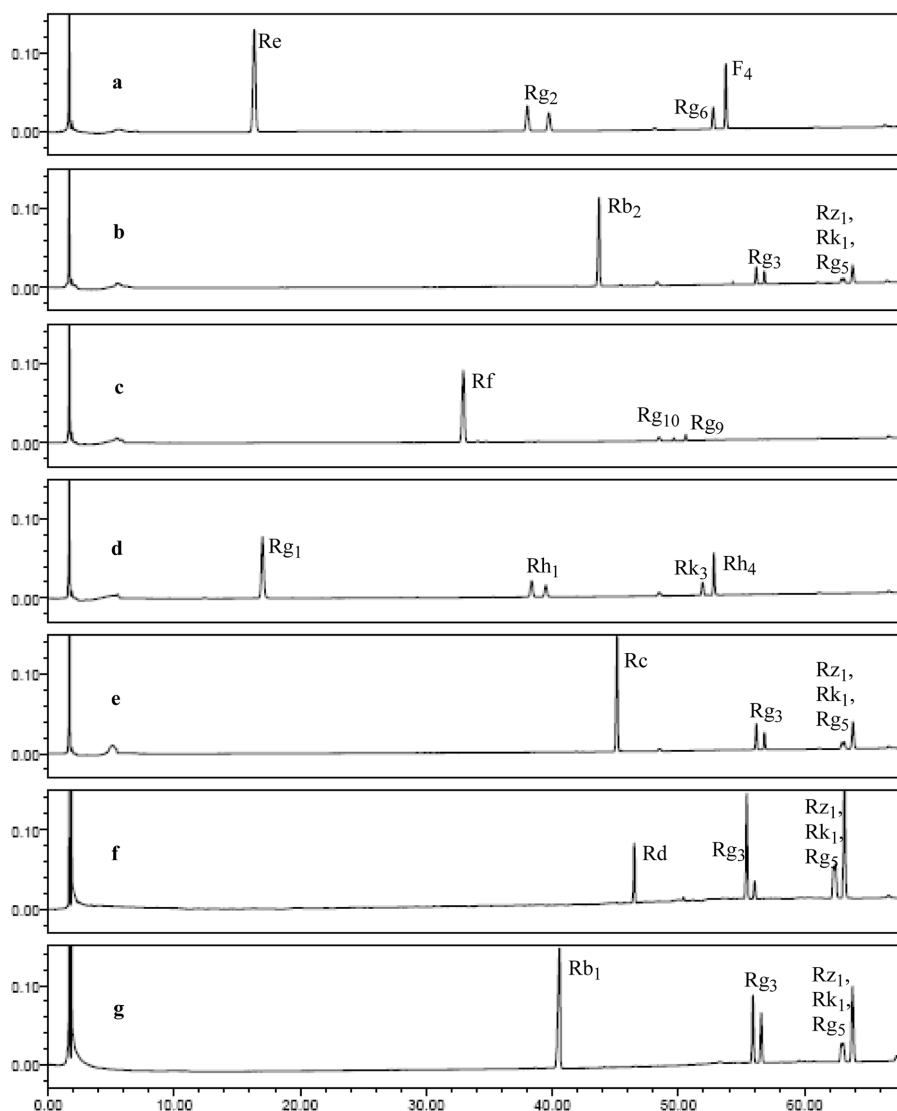 0.10
Re
a
Rg2
Rg6
F4
0.00
0.10
b
Rb2
Rg3
Rz1,
Rk1,
Rg5
0.00
0.10
c
Rf
Rg10
Rg9
0.00
0.10
d
Rg1
Rh1
Rk3
Rh4
0.00
0.10
e
Rc
Rg3
Rz1,
Rk1,
Rg5
0.00
0.10
f
Rd
Rg3
Rz1,
Rk1,
Rg5
0.00
0.10
g
Rb1
Rg3
Rz1,
Rk1,
Rg5
0.00
0.00 10.00 20.00 30.00 40.00 50.00 60.00